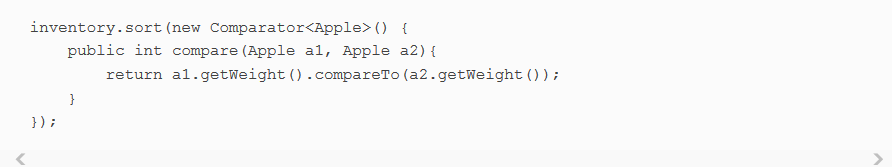 inventory.sort(new Comparator<Apple>() {
    public int compare(Apple a1, Apple a2){
        return a1.getWeight().compareTo(a2.getWeight());
    }
});